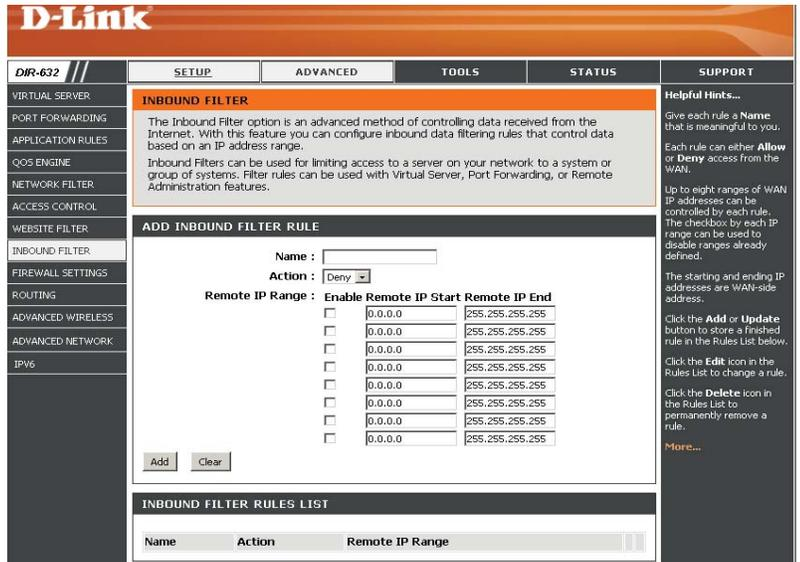 D-Link
DIR-632
SETUP
ADVANCED
TOOLS
STATUS
SUPPORT
VIRTUAL SERVER
PORT FORWARDING
APPLICATION RULES
QOS ENGINE
NETWORK FILTER
ACCESS CONTROL
WEBSITE FILTER
INBOUND FILTER
FIREWALL SETTINGS
ROUTING
ADVANCED WIRELESS
ADVANCED NETWORK
IPV6
INBOUND FILTER
The Inbound Filter option is an advanced method of controlling data received from the
Internet. With this feature you can configure inbound data filtering rules that control data
based on an IP address range.
Inbound Filters can be used for limiting access to a server on your network to a system or
group of systems. Filter rules can be used with Virtual Server, Port Forwarding, or Remote
Administration features.
ADD INBOUND FILTER RULE
Name :
Action : Deny
Remote IP Range : Enable Remote IP Start Remote IP End
0.0.0.0 255.255.255.255
0.0.0.0 255.255.255.255
0.0.0.0 255.255.255.255
0.0.0.0 255.255.255.255
0.0.0.0 255.255.255.255
0.0.0.0 255.255.255.255
0.0.0.0 255.255.255.255
0.0.0.0 255.255.255.255
Add Clear
INBOUND FILTER RULES LIST
Name Action Remote IP Range
Helpful Hints...
Give each rule a Name
that is meaningful to you.
Each rule can either Allow
or Deny access from the
WAN.
Up to eight ranges of WAN
IP addresses can be
controlled by each rule.
The checkbox by each IP
range can be used to
disable ranges already
defined.
The starting and ending IP
addresses are WAN-side
address.
Click the Add or Update
button to store a finished
rule in the Rules List below.
Click the Edit icon in the
Rules List to change a rule.
Click the Delete icon in
the Rules List to
permanently remove a
rule.
More...